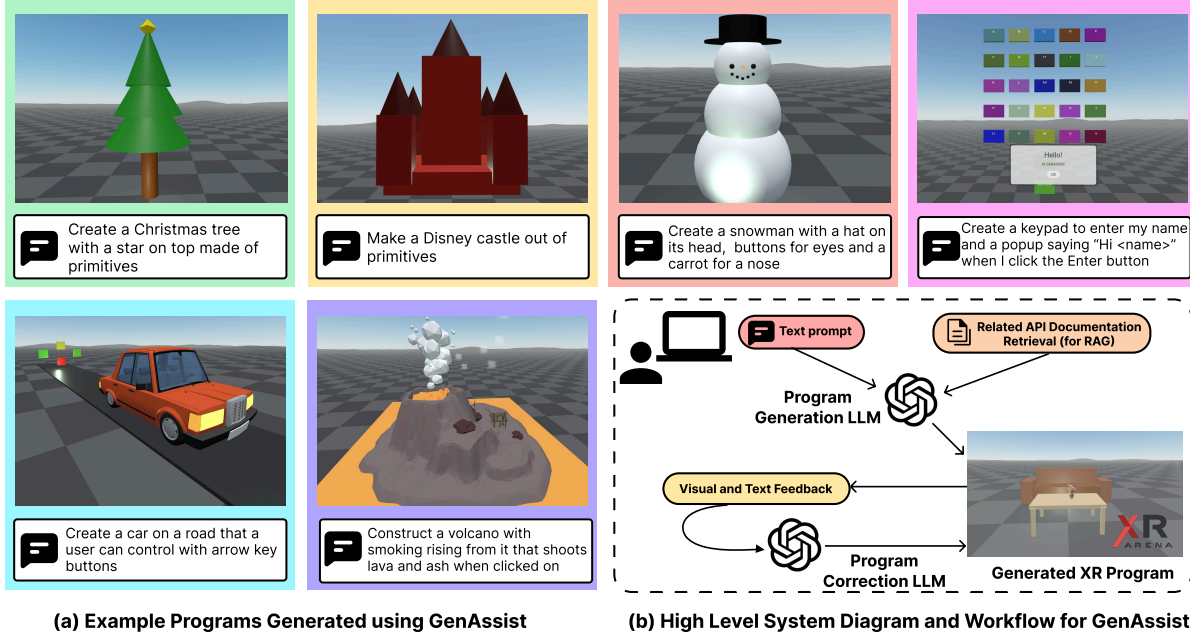 Create a Christmas tree
with a star on top made of
primitives
Make a Disney castle out of
primitives
Create a snowman with a hat on
its head, buttons for eyes and a
carrot for a nose
Hello!
OK
Create a keypad to enter my name
and a popup saying “Hi <name>”
when I click the Enter button
Create a car on a road that a
user can control with arrow key
buttons
Construct a volcano with
smoking rising from it that shoots
lava and ash when clicked on
(a) Example Programs Generated using GenAssist
Text prompt
Related API Documentation
Retrieval (for RAG)
Program
Generation LLM
Visual and Text Feedback
Program
Correction LLM
XR
ARENA
Generated XR Program
(b) High Level System Diagram and Workflow for GenAssist